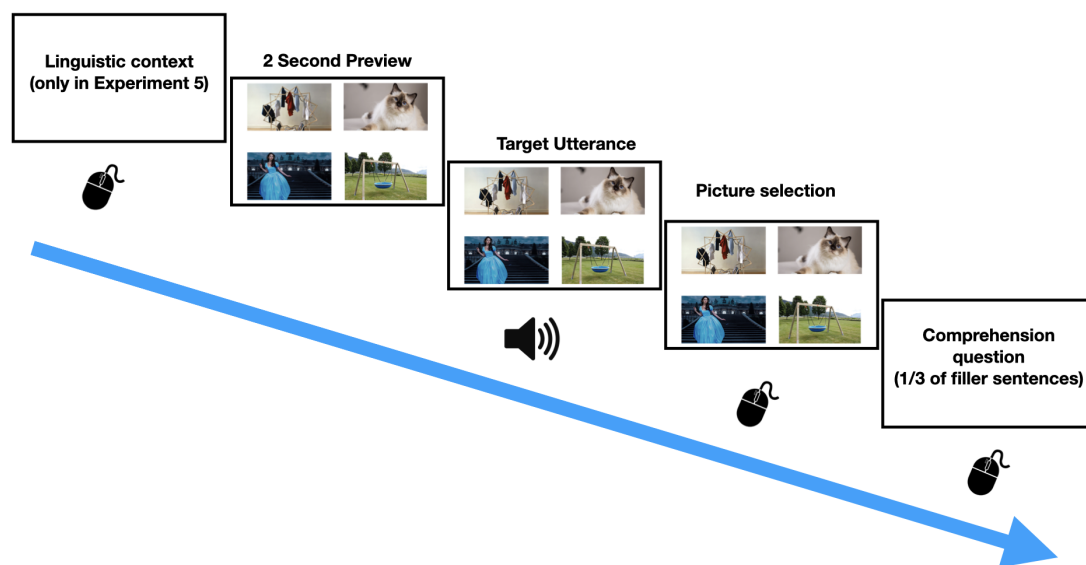 Linguistic context
(only in Experiment 5)
2 Second Preview
Target Utterance
Picture selection
Comprehension
question
(1/3 of filler sentences)